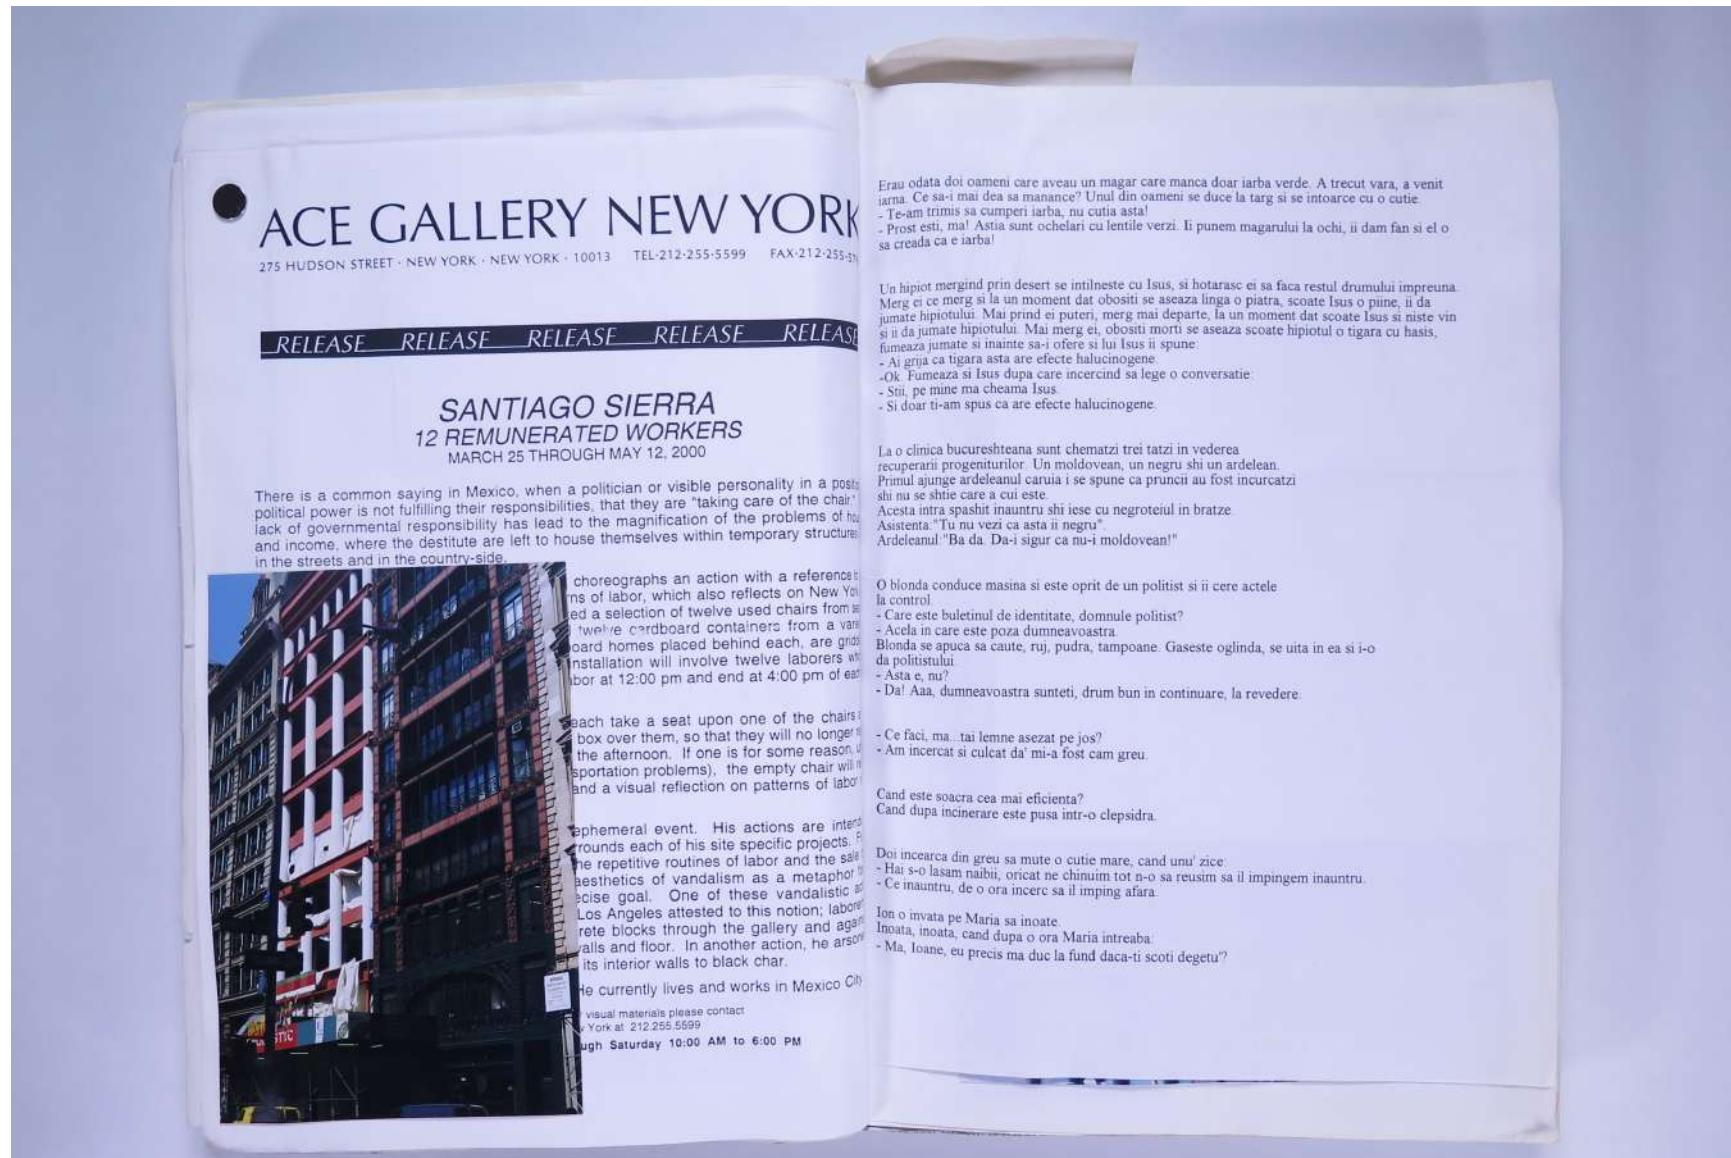 ACE GALLERY NEW YORK
275 HUDSON STREET · NEW YORK · NEW YORK · 10013 TEL·212·255·5599 FAX·212·255·
RELEASE RELEASE RELEASE RELEASE RELEASE
SANTIAGO SIERRA
12 REMUNERATED WORKERS
MARCH 25 THROUGH MAY 12, 2000
There is a common saying in Mexico, when a politician or visible personality in a
political power is not fulfilling their responsibilities, that they are "taking care of the chair."
lack of governmental responsibility has lead to the magnification of the problems of
and income, where the destitute are left to house themselves within temporary structures
in the streets and in the country-side.
choreographs an action with a reference
ns of labor, which also reflects on New
ed a selection of twelve used chairs from
twelve cardboard containers from a
oard homes placed behind each, are
nstallation will involve twelve laborers
bor at 12:00 pm and end at 4:00 pm of
each take a seat upon one of the chairs
box over them, so that they will no longer
the afternoon. If one is for some reason,
sportation problems), the empty chair will
and a visual reflection on patterns of labor
ephemeral event. His actions are
rounds each of his site specific projects.
he repetitive routines of labor and the sale
aesthetics of vandalism as a metaphor
ecise goal. One of these vandalistic
Los Angeles attested to this notion;
rete blocks through the gallery and
alls and floor. In another action, he
its interior walls to black char.
He currently lives and works in Mexico City
visual materials please contact
York at 212.255.5599
ugh Saturday 10:00 AM to 6:00 PM
Erau odata doi oameni care aveau un magar care manca doar iarba verde. A trecut vara, a venit
iarna. Ce sa-i mai dea sa manance? Unul din oameni se duce la targ si se intoarce cu o cutie.
- Te-am trimis sa cumperi iarba, nu cutia asta!
- Prost esti, ma! Astia sunt ochelari cu lentile verzi. Ii punem magarului la ochi, ii dam fan si el o
sa creada ca e iarba!
Un hipiot mergind prin desert se intilneste cu Isus, si hotarasc ei sa faca restul drumului impreuna.
Merg ei ce merg si la un moment dat obositi se aseaza linga o piatra, scoate Isus o piine, ii da
jumate hipiotului. Mai prind ei puteri, merg mai departe, la un moment dat scoate Isus si niste vin
si ii da jumate hipiotului. Mai merg ei, obositi morti se aseaza scoate hipiotul o tigara cu hasis,
fumeaza jumate si inainte sa-i ofere si lui Isus ii spune:
- Ai grija ca tigara asta are efecte halucinogene.
-Ok. Fumeaza si Isus dupa care incercind sa lege o conversatie:
- Stii, pe mine ma cheama Isus.
- Si doar ti-am spus ca are efecte halucinogene.
La o clinica bucureshteana sunt chematzi trei tatzi in vederea
recuperarii progeniturilor. Un moldovean, un negru shi un ardelean.
Primul ajunge ardeleanul caruia i se spune ca pruncii au fost incurcatzi
shi nu se shtie care a cui este.
Acesta intra spashit inauntru shi iese cu negroteiul in bratze.
Asistenta:"Tu nu vezi ca asta ii negru".
Ardeleanul:"Ba da. Da-i sigur ca nu-i moldovean!"
O blonda conduce masina si este oprit de un politist si ii cere actele
la control.
- Care este buletinul de identitate, domnule politist?
- Acela in care este poza dumneavoastra.
Blonda se apuca sa caute, ruj, pudra, tampoane. Gaseste oglinda, se uita in ea si i-o
da politistului.
- Asta e, nu?
- Da! Aaa, dumneavoastra sunteti, drum bun in continuare, la revedere.
- Ce faci, ma...tai lemne asezat pe jos?
- Am incercat si culcat da' mi-a fost cam greu.
Cand este soacra cea mai eficienta?
Cand dupa incinerare este pusa intr-o clepsidra.
Doi incearca din greu sa mute o cutie mare, cand unu' zice:
- Hai s-o lasam naibii, oricat ne chinuim tot n-o sa reusim sa il impingem inauntru.
- Ce inauntru, de o ora incerc sa il imping afara.
Ion o invata pe Maria sa inoate.
Inoata, inoata, cand dupa o ora Maria intreaba:
- Ma, Ioane, eu precis ma duc la fund daca-ti scoti degetu'?